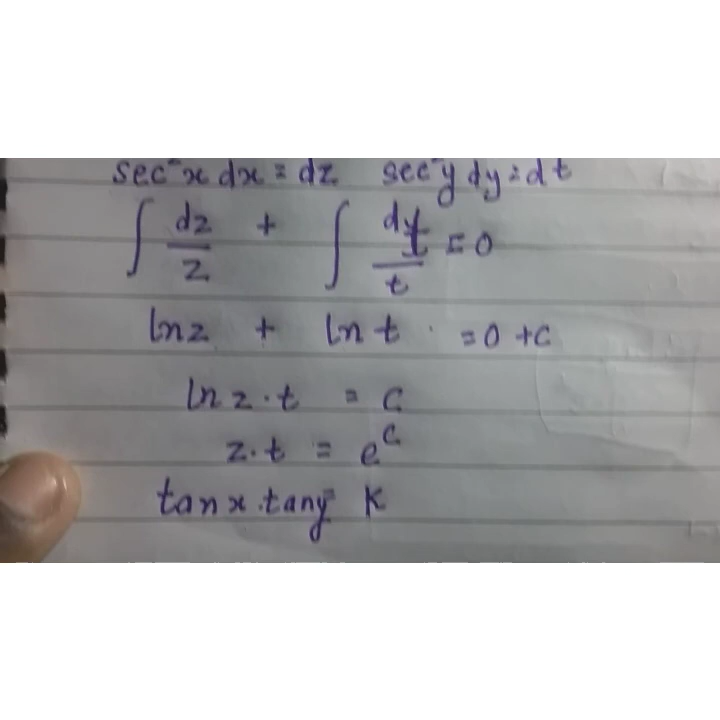 sec²x dx = dz sec²y dy = dt
∫ dz/z + ∫ dt/t = 0
ln z + ln t = 0 + c
ln z · t = c
z · t = e^c
tan x . tan y = K